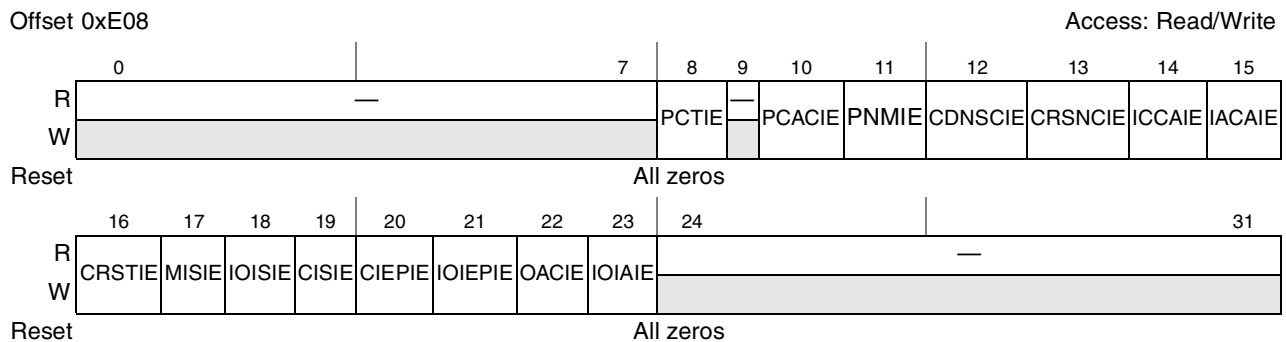 Offset 0xE08 Access: Read/Write
0 7 8 9 10 11 12 13 14 15
R — PCTIE — PCACIE PNMIE CDNSCIE CRSNCIE ICCAIE IACAIE
W
Reset All zeros
16 17 18 19 20 21 22 23 24 31
R CRSTIE MISIE IOISIE CISIE CIEPIE IOIEPIE OACIE IOIAIE —
W
Reset All zeros